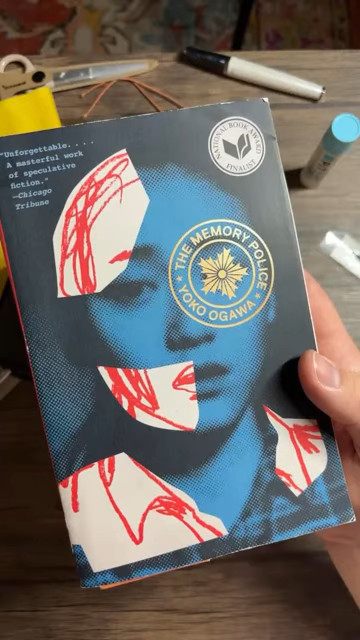 "Unforgettable. . . .
A masterful work
of speculative
fiction."
—Chicago
Tribune
NATIONAL BOOK AWARD
FINALIST
THE MEMORY POLICE
YOKO OGAWA